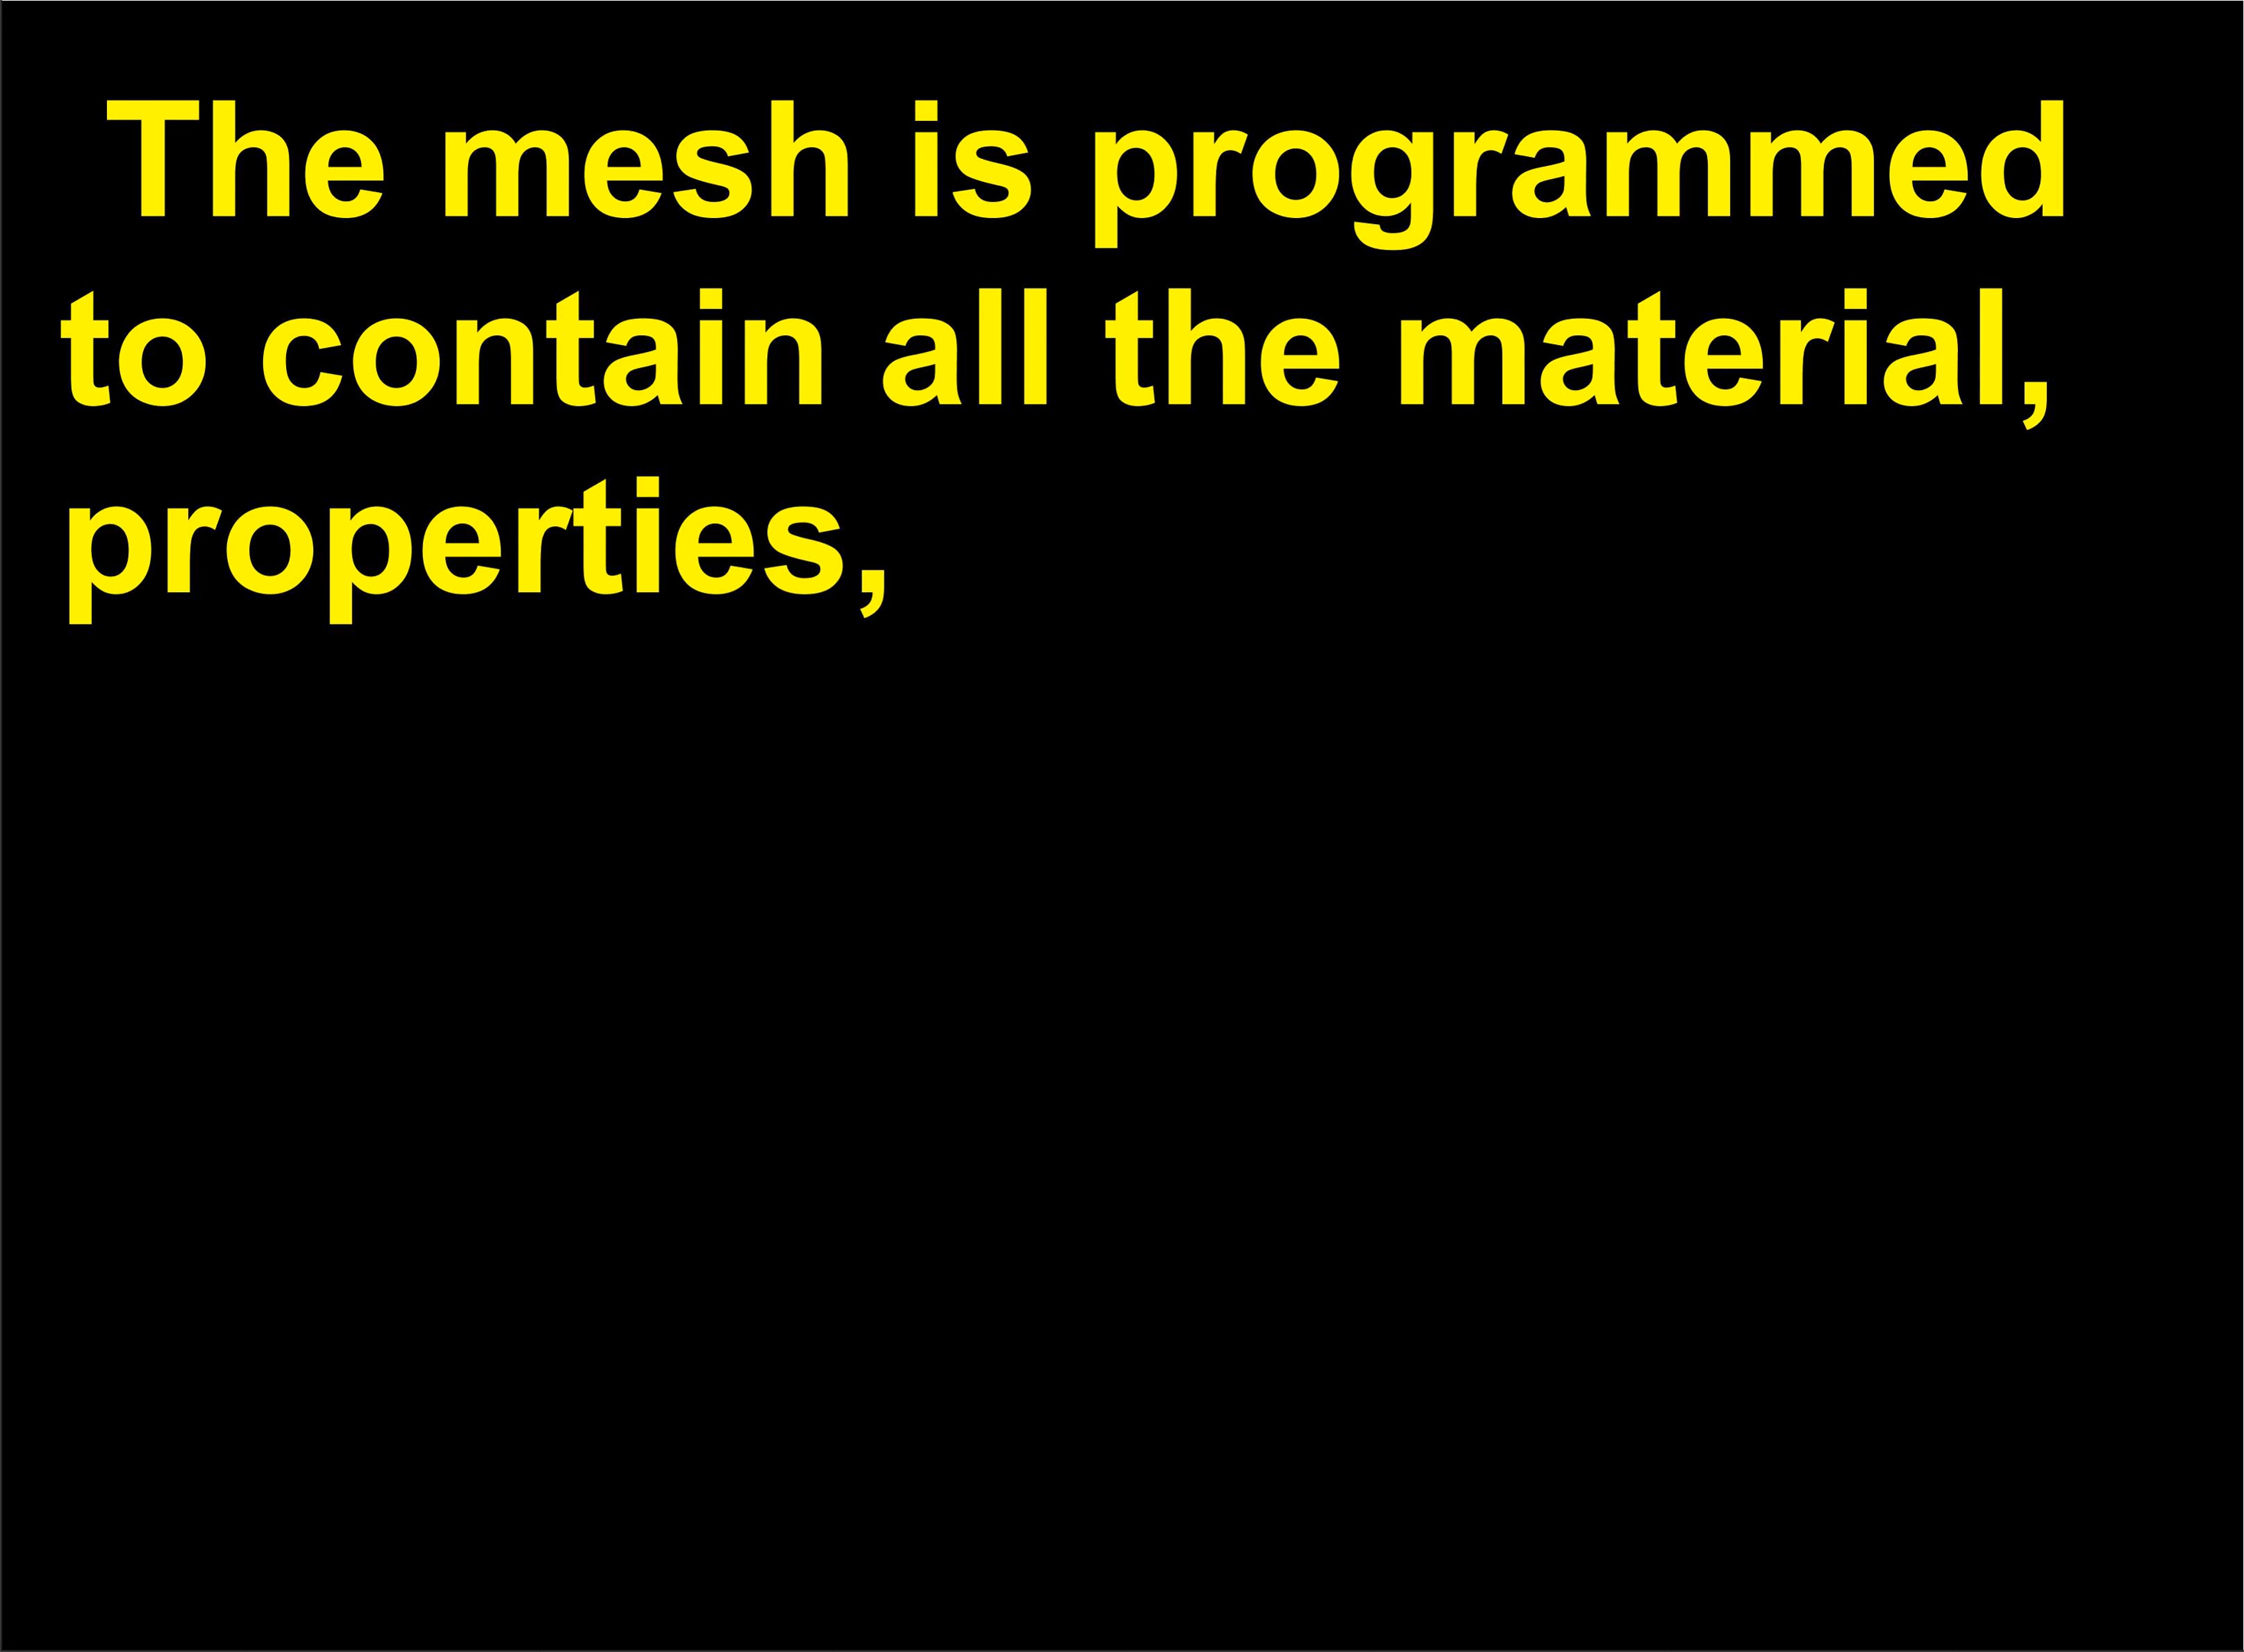 The mesh is programmed
to contain all the material,
properties,